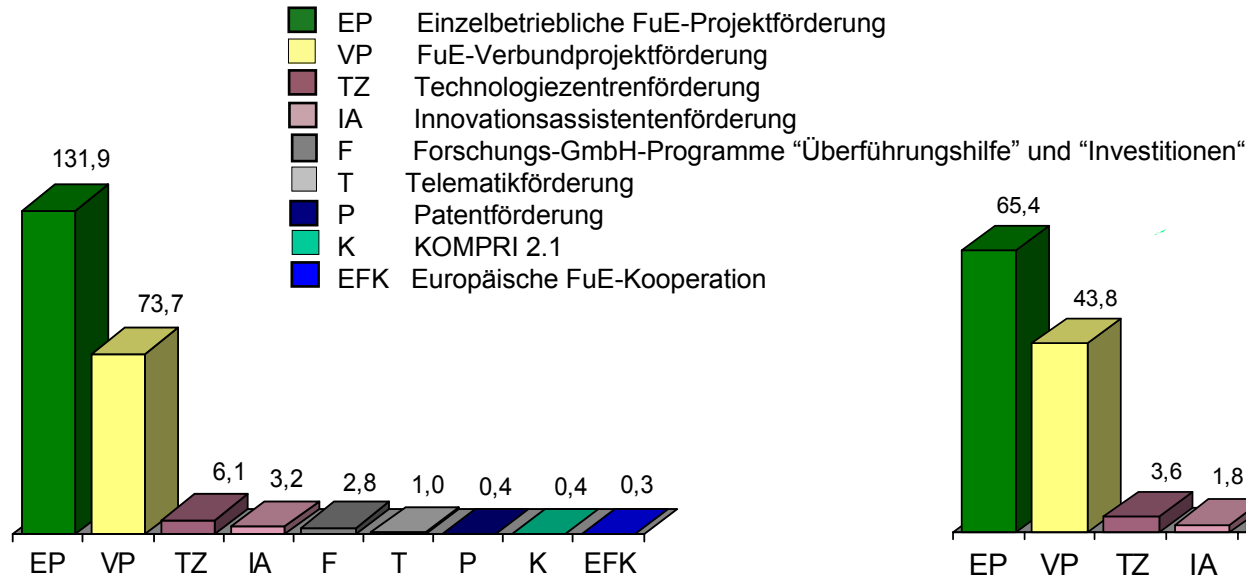 EP Einzelbetriebliche FuE-Projektförderung
VP FuE-Verbundprojektförderung
TZ Technologiezentrenförderung
IA Innovationsassistentenförderung
F Forschungs-GmbH-Programme “Überführungshilfe” und “Investitionen“
T Telematikförderung
P Patentförderung
K KOMPRI 2.1
EFK Europäische FuE-Kooperation
131,9
73,7
6,1 3,2 2,8 1,0 0,4 0,4 0,3
EP VP TZ IA F T P K EFK
65,4
43,8
3,6 1,8
EP VP TZ IA